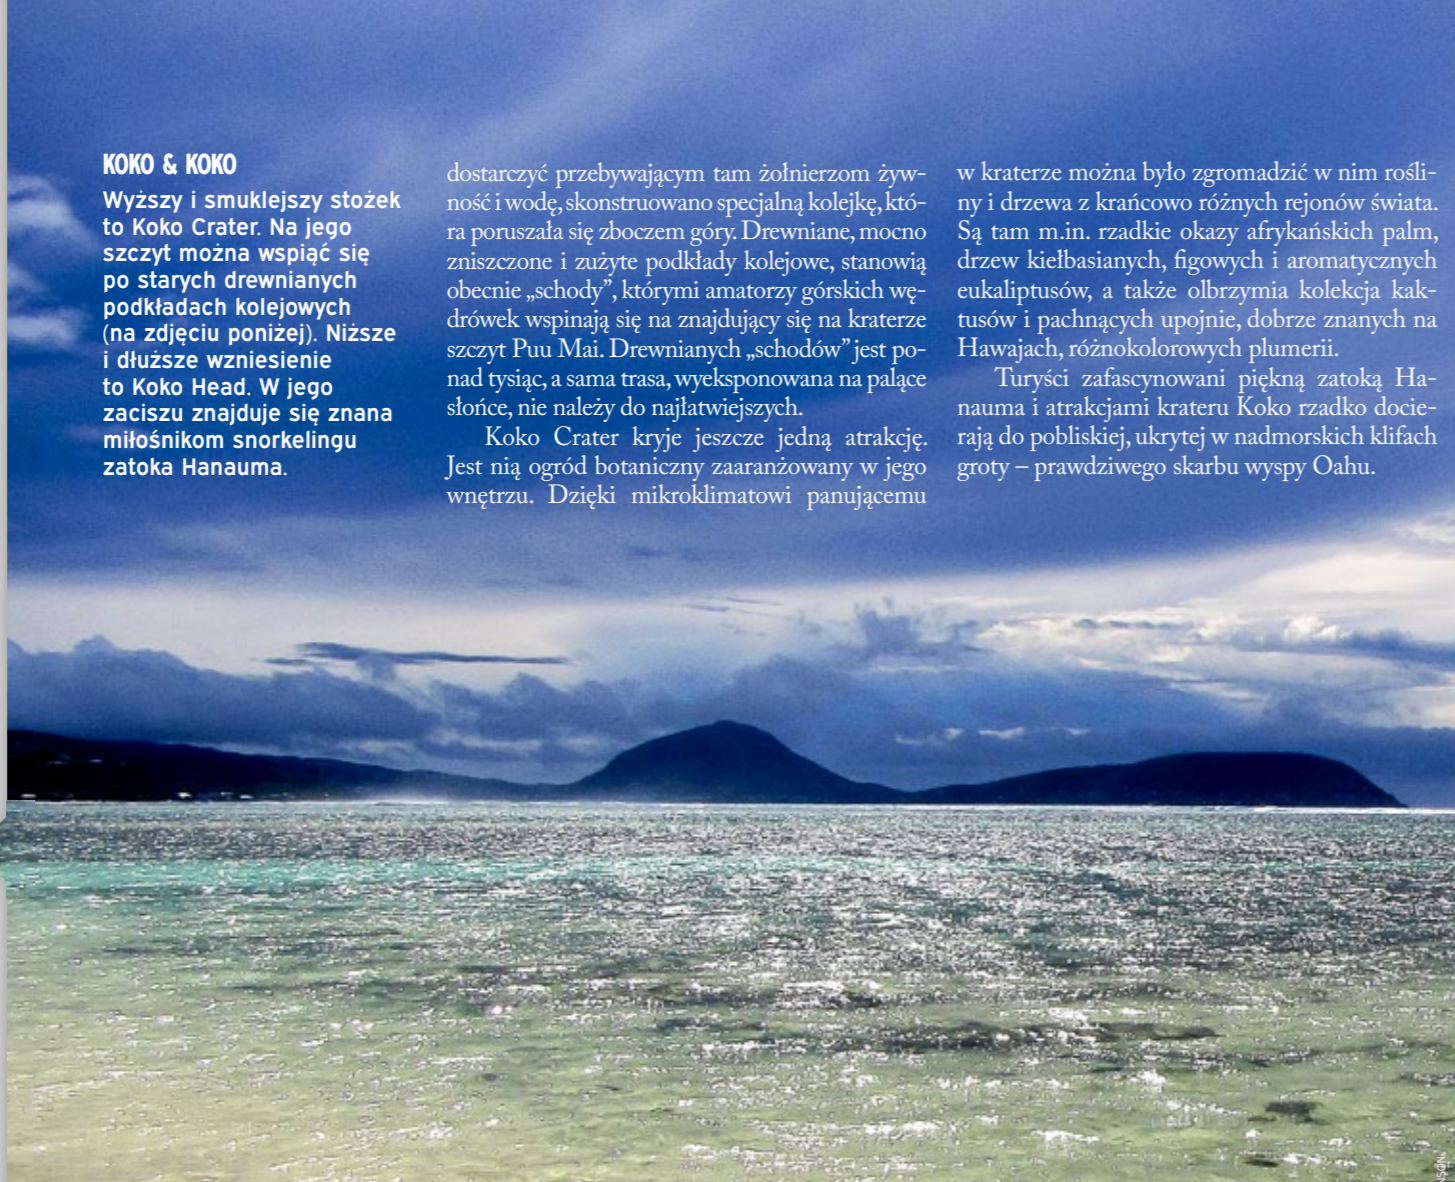 KOKO & KOKO
Wyższy i smuklejszy stożek
to Koko Crater. Na jego
szczyt można wspiąć się
po starych drewnianych
podkładach kolejowych
(na zdjęciu poniżej). Niższe
i dłuższe wzniesienie
to Koko Head. W jego
zaciszu znajduje się znana
miłośnikom snorkelingu
zatoka Hanauma.
dostarczyć przebywającym tam żołnierzom żyw-
ność i wodę, skonstruowano specjalną kolejkę, któ-
ra poruszała się zboczem góry. Drewniane, mocno
zniszczone i zużyte podkłady kolejowe, stanowią
obecnie „schody”, którymi amatorzy górskich wę-
drówek wspinają się na znajdujący się na kraterze
szczyt Puu Mai. Drewnianych „schodów” jest po-
nad tysiąc, a sama trasa, wyeksponowana na palące
słońce, nie należy do najłatwiejszych.
Koko Crater kryje jeszcze jedną atrakcję.
Jest nią ogród botaniczny zaaranżowany w jego
wnętrzu. Dzięki mikroklimatowi panującemu
w kraterze można było zgromadzić w nim rośli-
ny i drzewa z krańcowo różnych rejonów świata.
Są tam m.in. rzadkie okazy afrykańskich palm,
drzew kiełbasianych, figowych i aromatycznych
eukaliptusów, a także olbrzymia kolekcja kak-
tusów i pachnących upojnie, dobrze znanych na
Hawajach, różnokolorowych plumerii.
Turyści zafascynowani piękną zatoką Ha-
nauma i atrakcjami krateru Koko rzadko docie-
rają do pobliskiej, ukrytej w nadmorskich klifach
groty – prawdziwego skarbu wyspy Oahu.